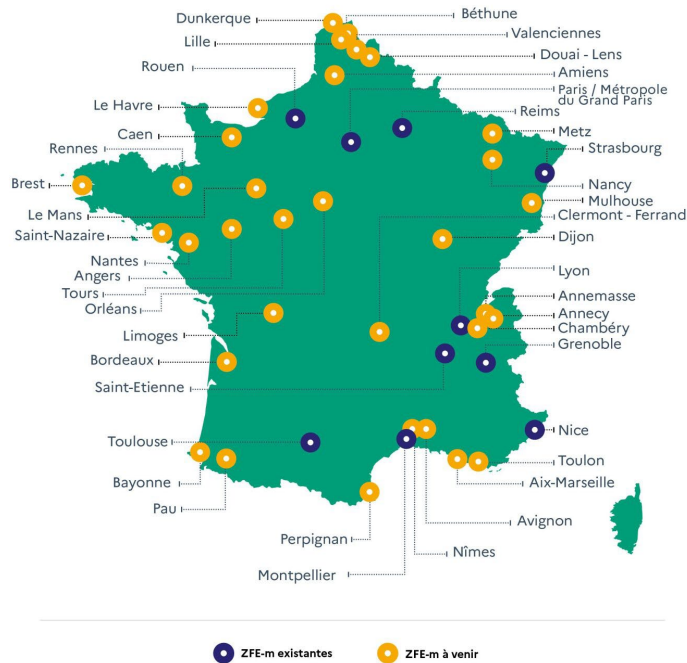 Béthune
Dunkerque
Valenciennes
Lille
Douai - Lens
Rouen
Amiens
Paris / Métropole
du Grand Paris
Le Havre
Reims
Caen
Metz
Rennes
Strasbourg
Brest
Nancy
Mulhouse
Le Mans
Clermont - Ferrand
Saint-Nazaire
Dijon
Nantes
Angers
Lyon
Tours
Annemasse
Orléans
Annecy
Chambéry
Limoges
Grenoble
Bordeaux
Saint-Etienne
Nice
Toulouse
Toulon
Bayonne
Aix-Marseille
Pau
Avignon
Perpignan
Nîmes
Montpellier
ZFE-m existantes
ZFE-m à venir